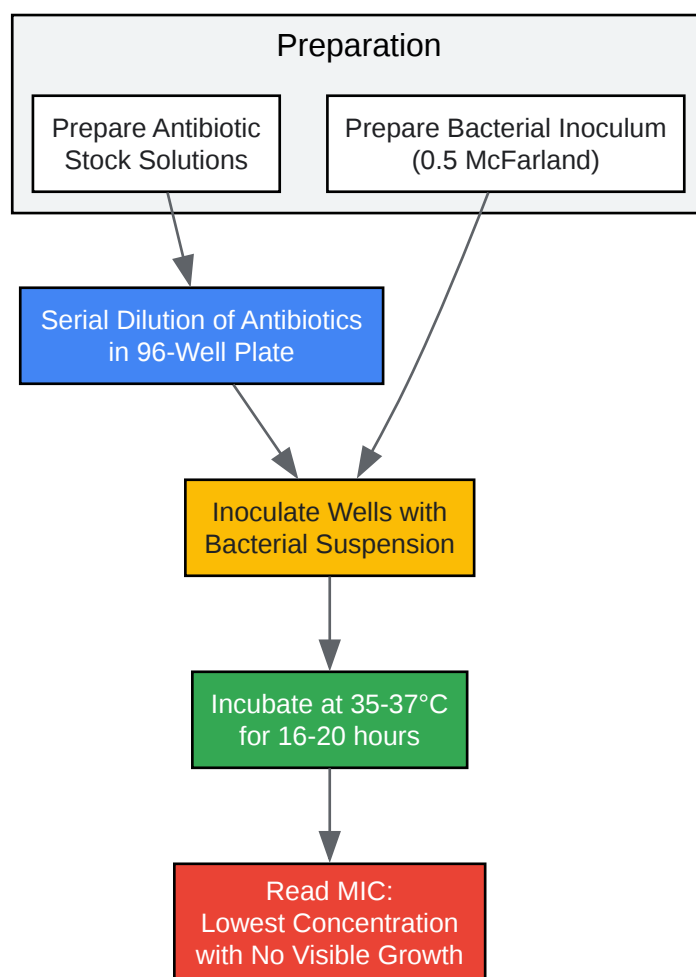 Preparation
Prepare Antibiotic
Stock Solutions
Prepare Bacterial Inoculum
(0.5 McFarland)
Serial Dilution of Antibiotics
in 96-Well Plate
Inoculate Wells with
Bacterial Suspension
Incubate at 35-37°C
for 16-20 hours
Read MIC:
Lowest Concentration
with No Visible Growth